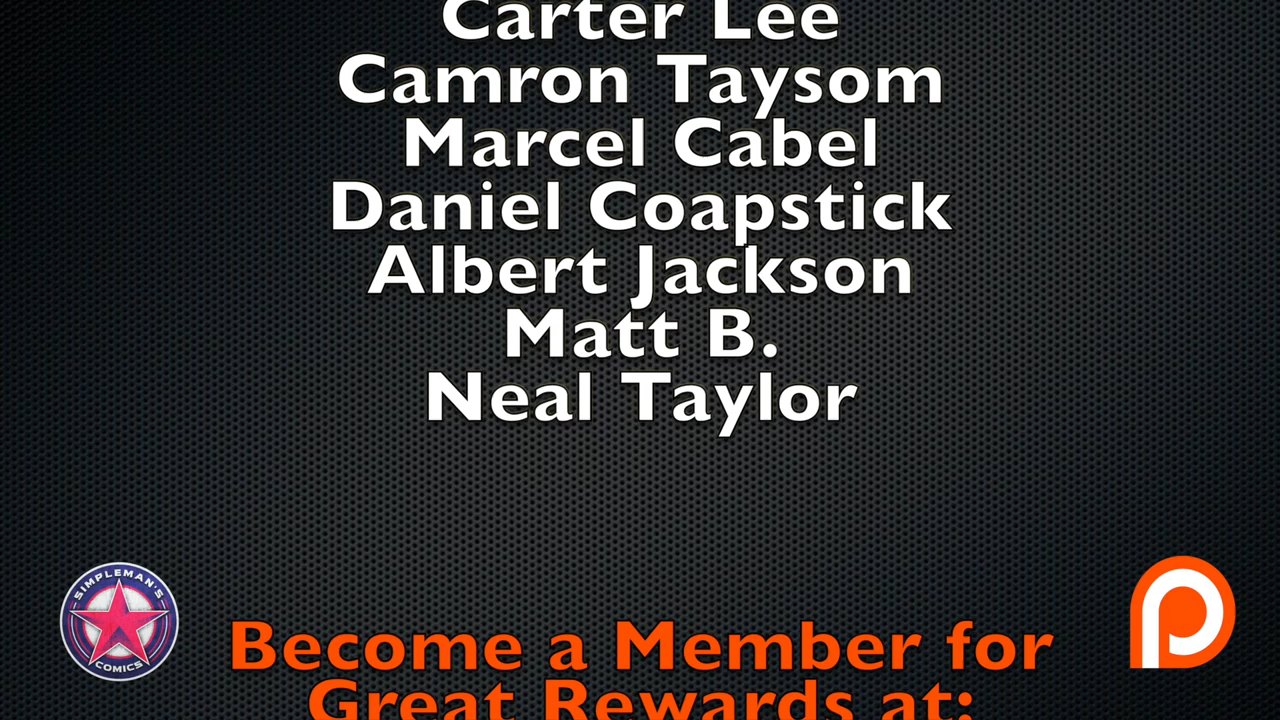 Carter Lee
Camron Taysom
Marcel Cabel
Daniel Coapstick
Albert Jackson
Matt B.
Neal Taylor
SIMPLEMAN'S
COMICS
Become a Member for
Great Rewards at: